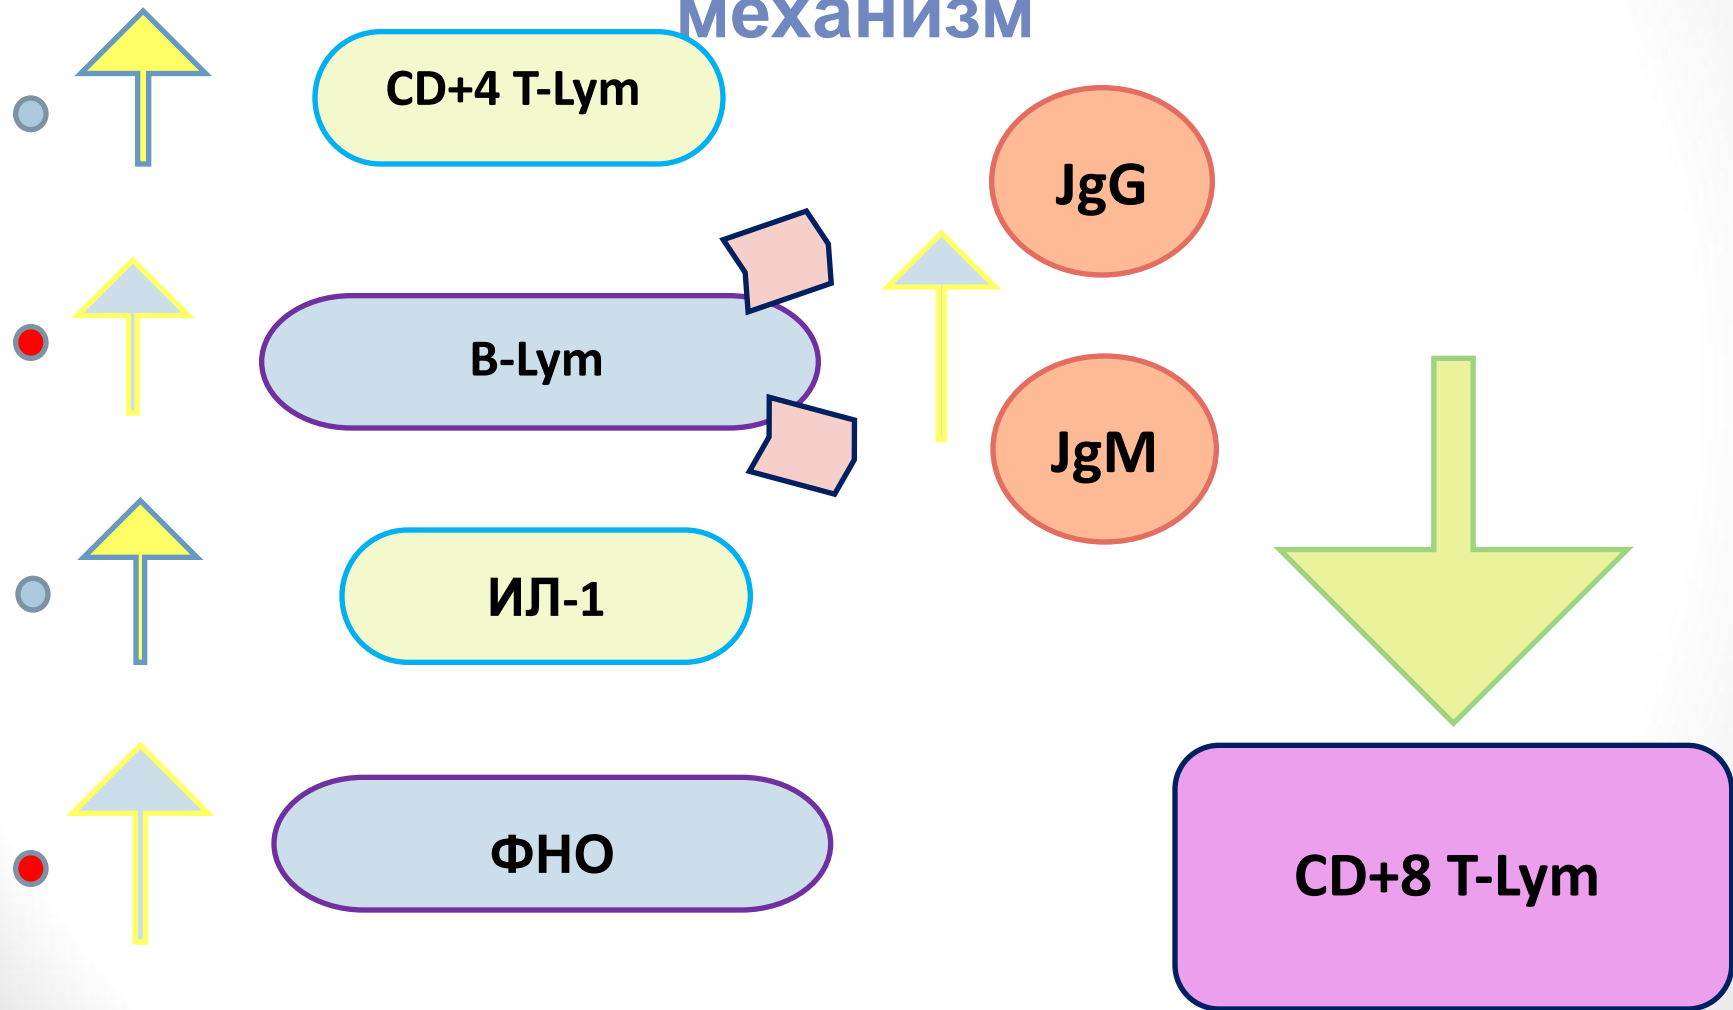 механизм
CD+4 T-Lym
JgG
B-Lym
JgM
ИЛ-1
ФНО
CD+8 T-Lym